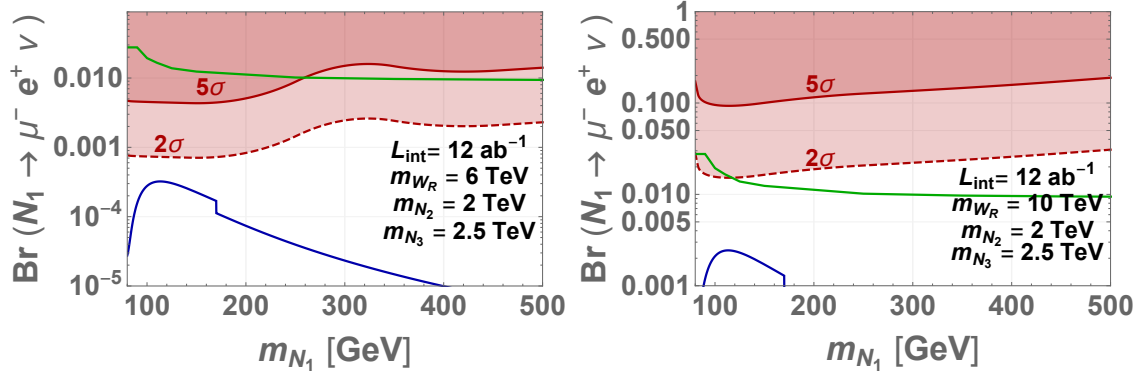 Br (N₁ → μ⁻ e⁺ ν)
0.010
0.001
10⁻⁴
10⁻⁵
5σ
2σ
L_int= 12 ab⁻¹
m_{W_R} = 6 TeV
m_{N_2} = 2 TeV
m_{N_3} = 2.5 TeV
100 200 300 400 500
m_{N_1} [GeV]
Br (N₁ → μ⁻ e⁺ ν)
1
0.500
0.100
0.050
0.010
0.005
0.001
5σ
2σ
L_int= 12 ab⁻¹
m_{W_R} = 10 TeV
m_{N_2} = 2 TeV
m_{N_3} = 2.5 TeV
100 200 300 400 500
m_{N_1} [GeV]